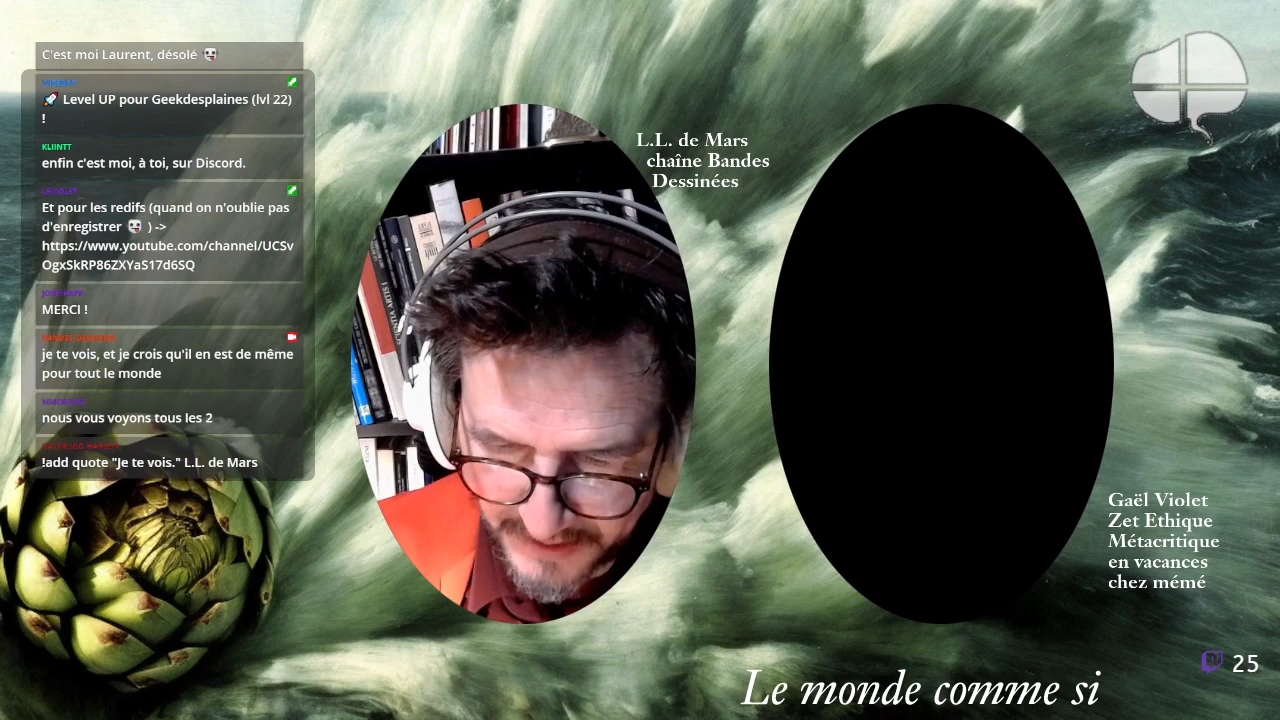 C'est moi Laurent, désolé
Level UP pour Geekdesplaines (lvl 22)
!
KLIINTT
enfin c'est moi, à toi, sur Discord.
Et pour les redifs (quand on n'oublie pas
d'enregistrer ) ->
https://www.youtube.com/channel/UCSv
OgxSkRP86ZXYaS17d6SQ
MERCI !
je te vois, et je crois qu'il en est de même
pour tout le monde
nous vous voyons tous les 2
!add quote "Je te vois." L.L. de Mars
L.L. de Mars
chaîne Bandes
Dessinées
Gaël Violet
Zet Ethique
Métacritique
en vacances
chez mémé
25
Le monde comme si